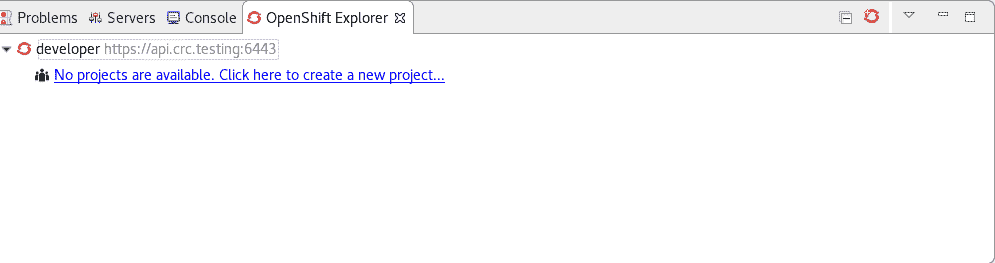 Problems Servers Console OpenShift Explorer
developer https://api.crc.testing:6443
No projects are available. Click here to create a new project...